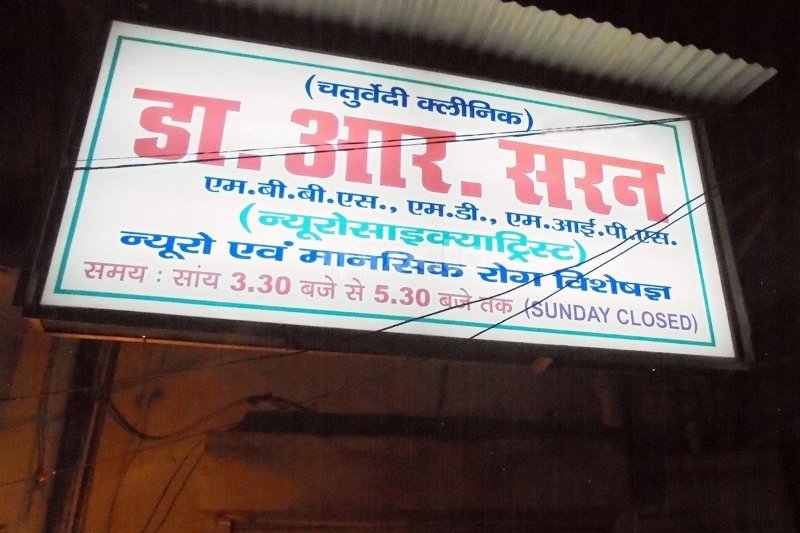 (चतुर्वेदी क्लीनिक)
डा. आर. सरन
एम.बी.बी.एस., एम.डी., एम.आई.पी.एस.
(न्यूरोसाइक्याट्रिस्ट)
न्यूरो एवं मानसिक रोग विशेषज्ञ
समय : सांय 3.30 बजे से 5.30 बजे तक (SUNDAY CLOSED)